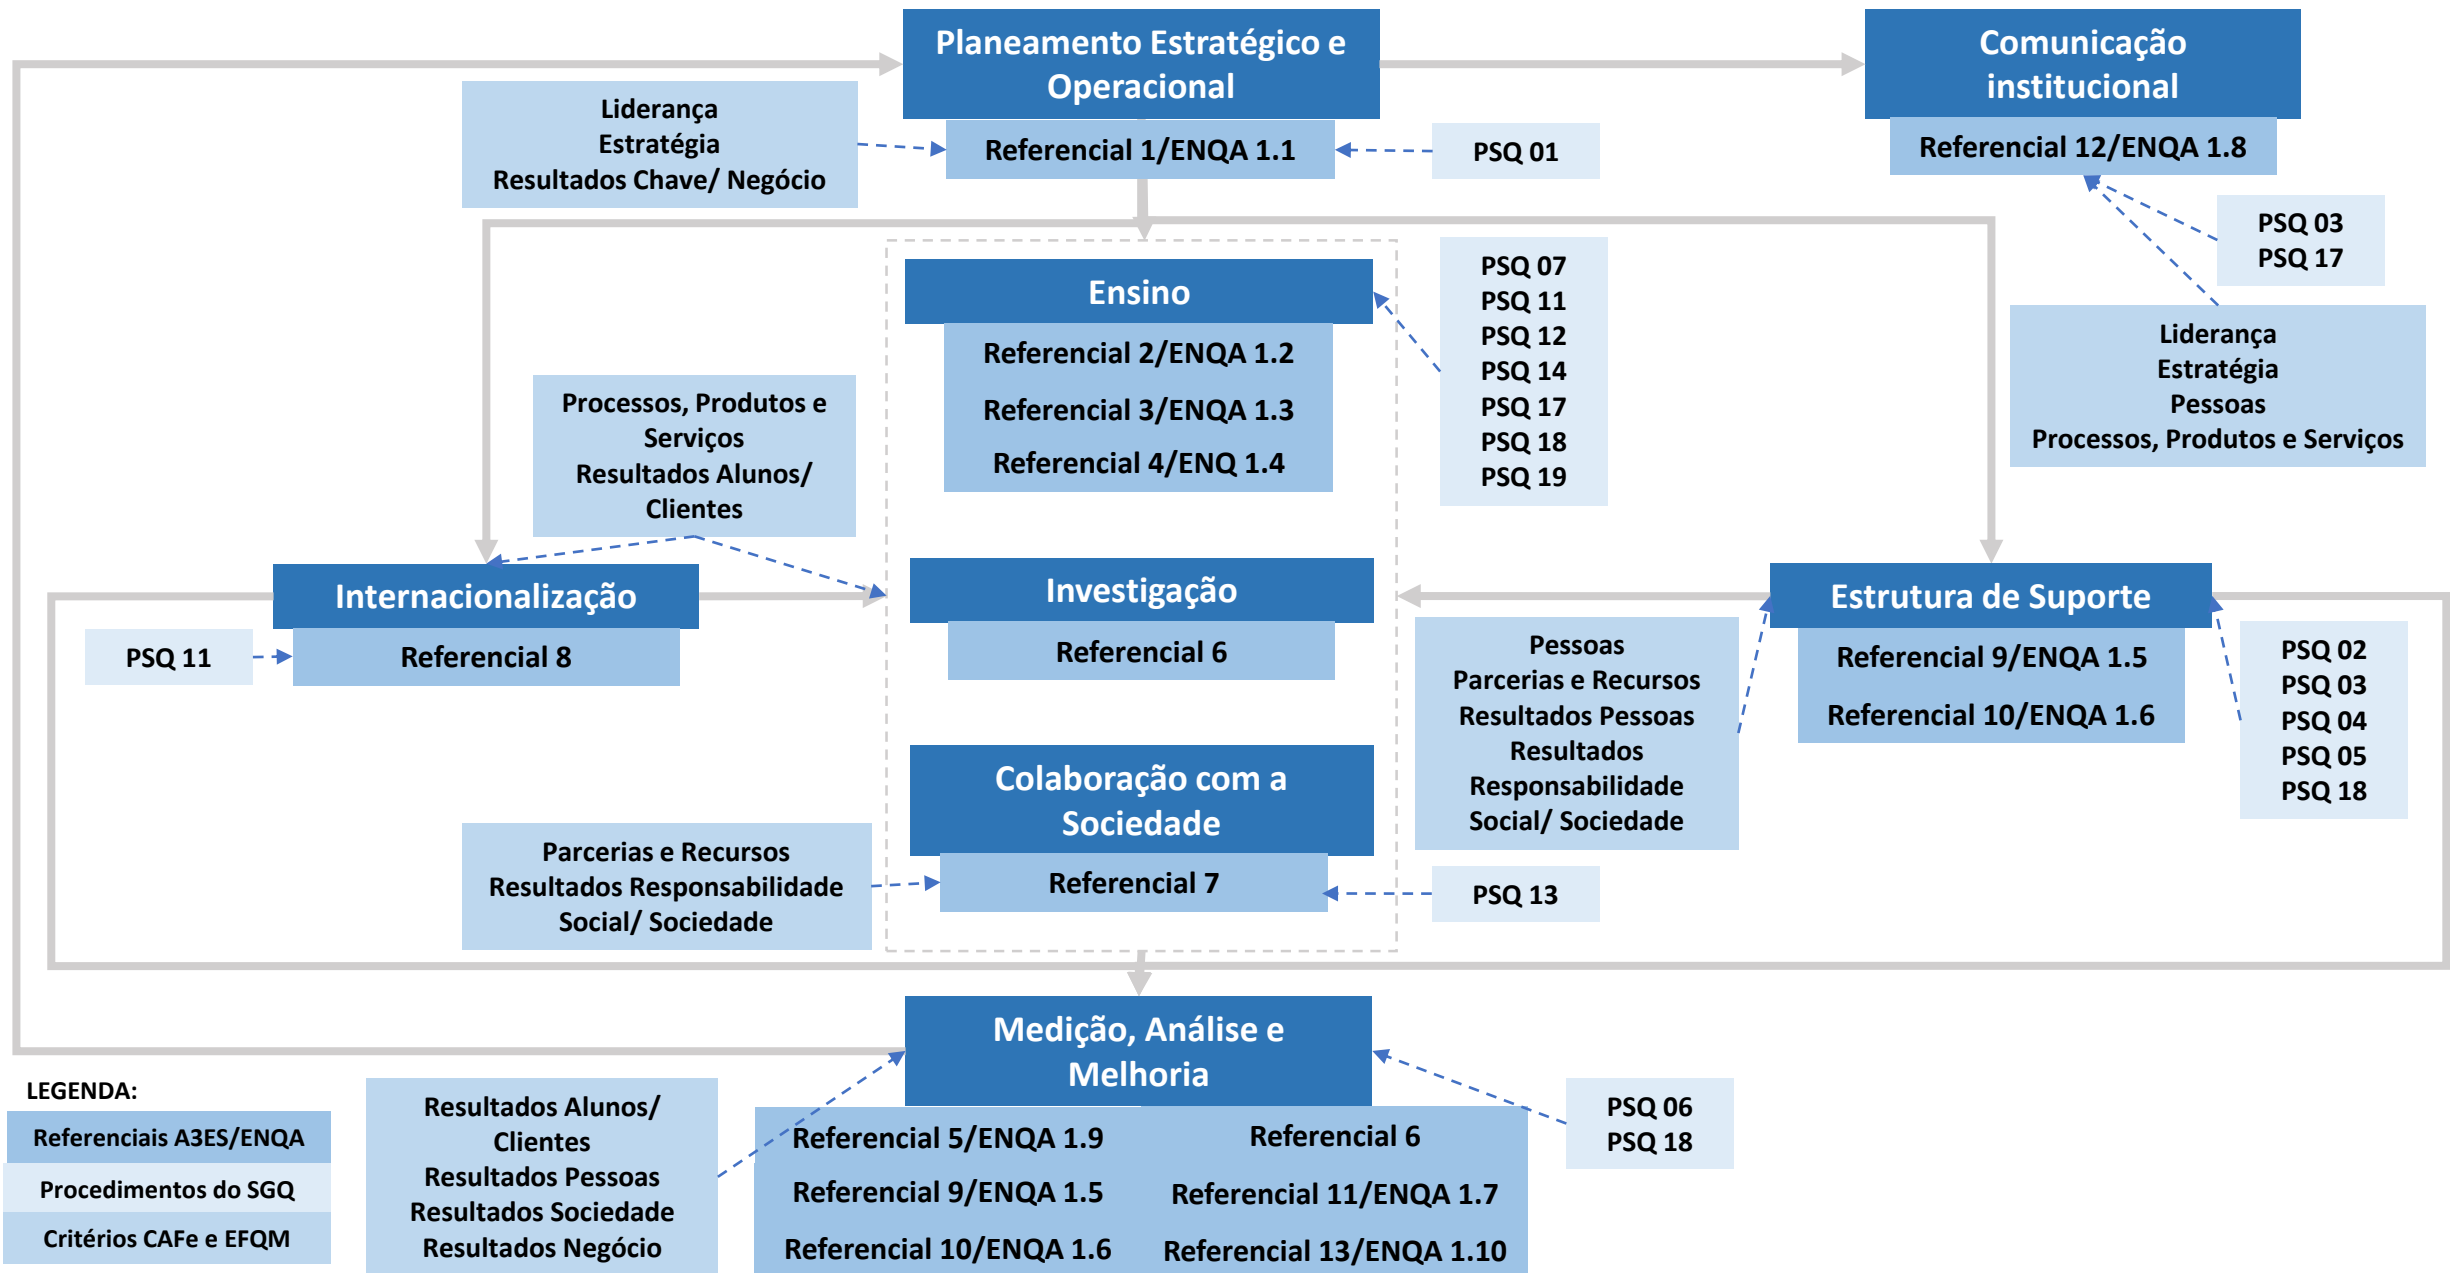 Planeamento Estratégico e
Operacional
Comunicação
institucional
Liderança
Estratégia
Resultados Chave/ Negócio
Referencial 1/ENQA 1.1
PSQ 01
Referencial 12/ENQA 1.8
PSQ 03
PSQ 17
Liderança
Estratégia
Pessoas
Processos, Produtos e Serviços
Ensino
Referencial 2/ENQA 1.2
Referencial 3/ENQA 1.3
Referencial 4/ENQ 1.4
PSQ 07
PSQ 11
PSQ 12
PSQ 14
PSQ 17
PSQ 18
PSQ 19
Processos, Produtos e
Serviços
Resultados Alunos/
Clientes
Internacionalização
Referencial 8
PSQ 11
Investigação
Referencial 6
Estrutura de Suporte
Referencial 9/ENQA 1.5
Referencial 10/ENQA 1.6
Pessoas
Parcerias e Recursos
Resultados Pessoas
Resultados
Responsabilidade
Social/ Sociedade
PSQ 02
PSQ 03
PSQ 04
PSQ 05
PSQ 18
Colaboração com a
Sociedade
Referencial 7
Parcerias e Recursos
Resultados Responsabilidade
Social/ Sociedade
PSQ 13
Medição, Análise e
Melhoria
Referencial 5/ENQA 1.9
Referencial 9/ENQA 1.5
Referencial 10/ENQA 1.6
Referencial 6
Referencial 11/ENQA 1.7
Referencial 13/ENQA 1.10
PSQ 06
PSQ 18
Resultados Alunos/
Clientes
Resultados Pessoas
Resultados Sociedade
Resultados Negócio
LEGENDA:
Referenciais A3ES/ENQA
Procedimentos do SGQ
Critérios CAFe e EFQM